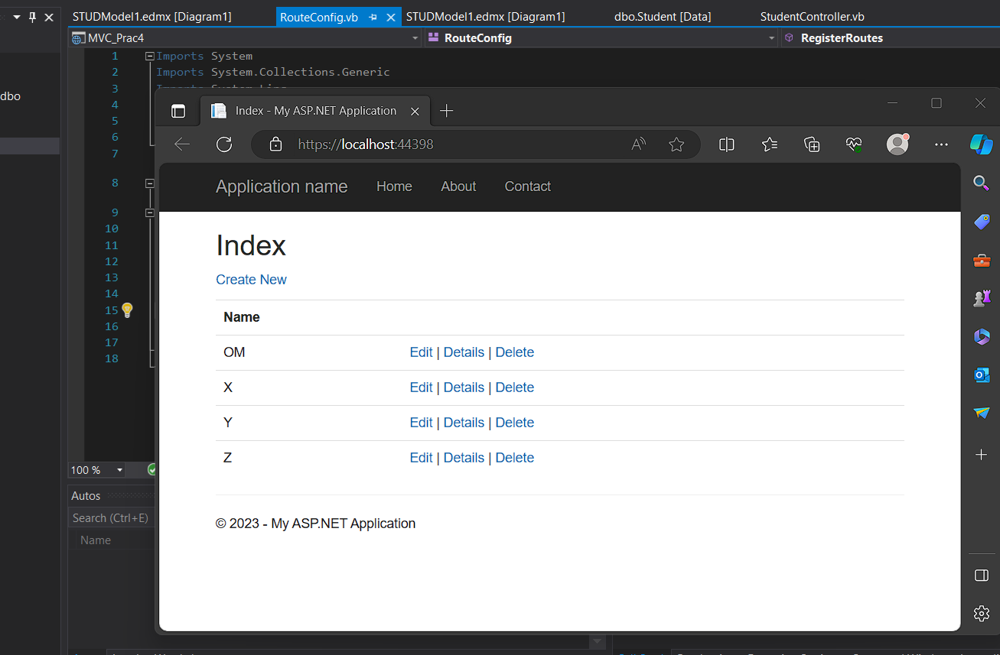 STUDModel1.edmx [Diagram1]
RouteConfig.vb
STUDModel1.edmx [Diagram1]
dbo.Student [Data]
StudentController.vb
MVC_Prac4
RouteConfig
RegisterRoutes
dbo
1 Imports System
2 Imports System.Collections.Generic
3
4
5
6
7
8
9
10
11
12
13
14
15
16
17
18
Index - My ASP.NET Application
https://localhost:44398
Application name Home About Contact
Index
Create New
Name
OM Edit | Details | Delete
X Edit | Details | Delete
Y Edit | Details | Delete
Z Edit | Details | Delete
© 2023 - My ASP.NET Application
100 %
Autos
Search (Ctrl+E)
Name